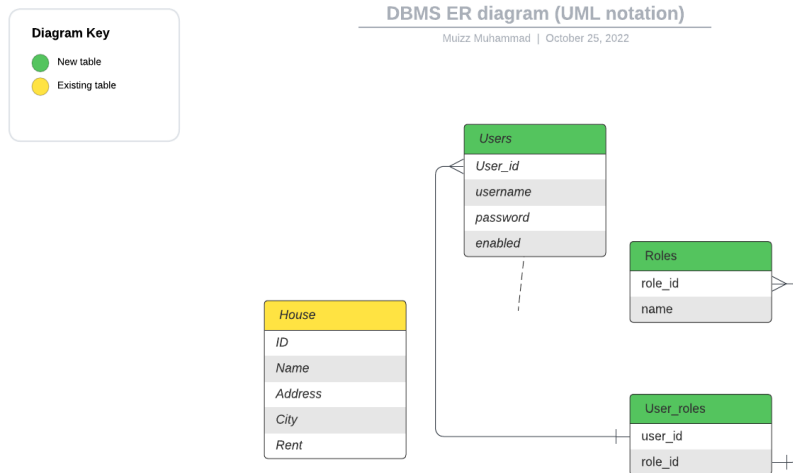 DBMS ER diagram (UML notation)
Muizz Muhammad | October 25, 2022
Diagram Key
New table
Existing table
Users
User_id
username
password
enabled
Roles
role_id
name
House
ID
Name
Address
City
Rent
User_roles
user_id
role_id